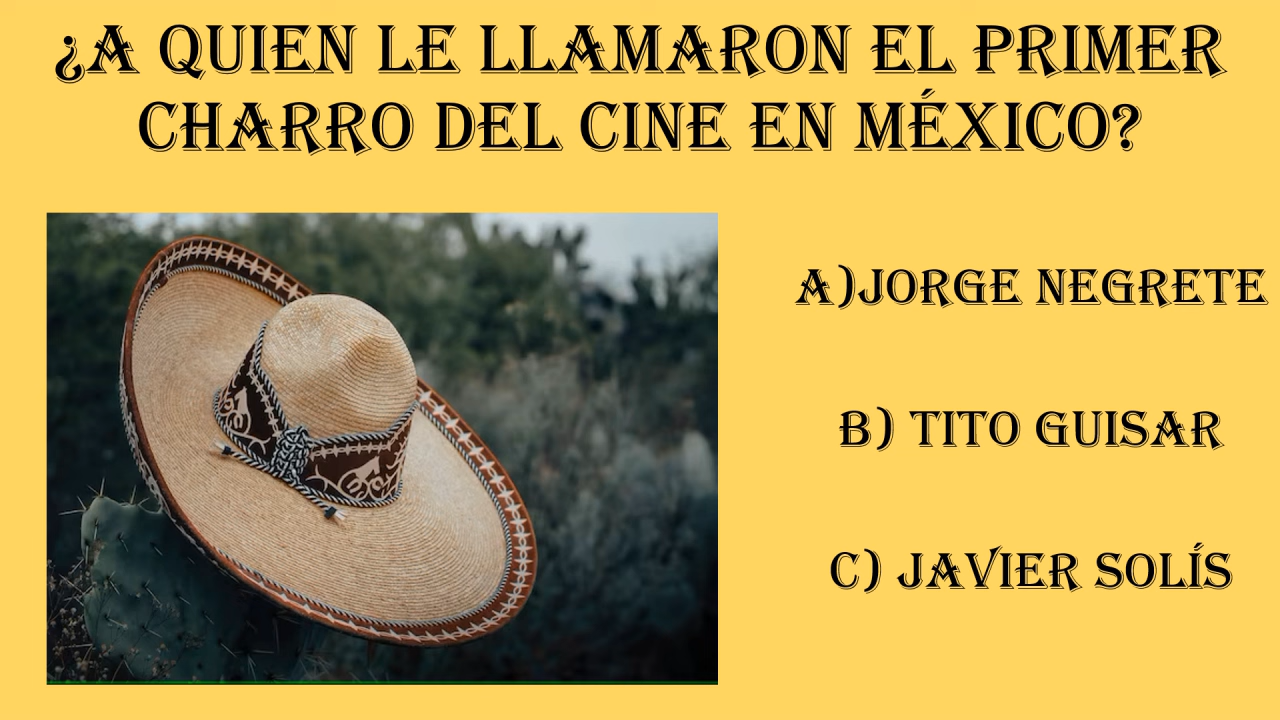 ¿A QUIEN LE LLAMARON EL PRIMER
CHARRO DEL CINE EN MÉXICO?
A)JORGE NEGRETE
B) TITO GUISAR
C) JAVIER SOLÍS